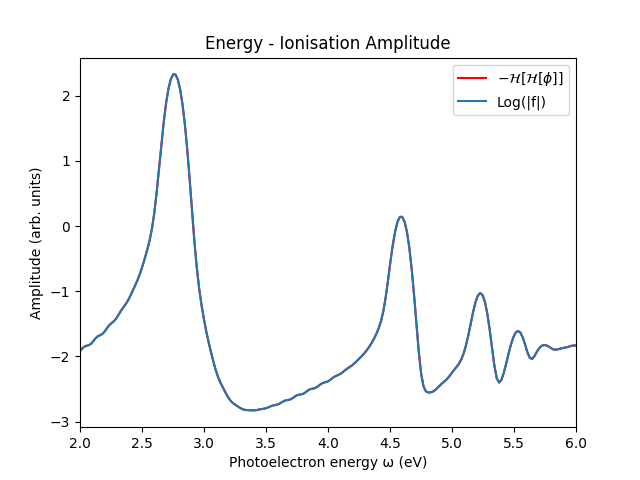 Energy - Ionisation Amplitude
−ℋ[ℋ[ϕ]]
Log(|f|)
Amplitude (arb. units)
2
1
0
−1
−2
−3
2.0 2.5 3.0 3.5 4.0 4.5 5.0 5.5 6.0
Photoelectron energy ω (eV)